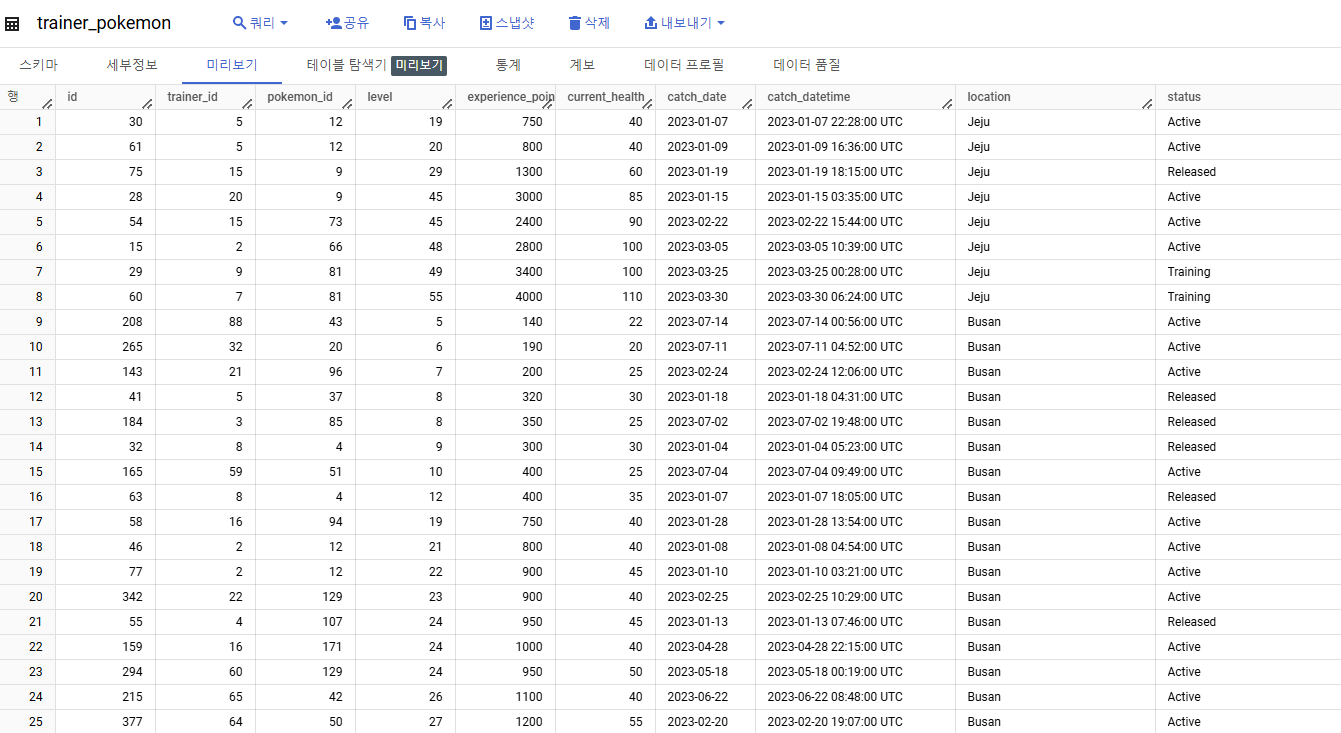 trainer_pokemon 쿼리 공유 복사 스냅샷 삭제 내보내기
스키마 세부정보 미리보기 테이블 탐색기 미리보기 통계 계보 데이터 프로필 데이터 품질
행 id trainer_id pokemon_id level experience_poin current_health catch_date catch_datetime location status
1 30 5 12 19 750 40 2023-01-07 2023-01-07 22:28:00 UTC Jeju Active
2 61 5 12 20 800 40 2023-01-09 2023-01-09 16:36:00 UTC Jeju Active
3 75 15 9 29 1300 60 2023-01-19 2023-01-19 18:15:00 UTC Jeju Released
4 28 20 9 45 3000 85 2023-01-15 2023-01-15 03:35:00 UTC Jeju Active
5 54 15 73 45 2400 90 2023-02-22 2023-02-22 15:44:00 UTC Jeju Active
6 15 2 66 48 2800 100 2023-03-05 2023-03-05 10:39:00 UTC Jeju Active
7 29 9 81 49 3400 100 2023-03-25 2023-03-25 00:28:00 UTC Jeju Training
8 60 7 81 55 4000 110 2023-03-30 2023-03-30 06:24:00 UTC Jeju Training
9 208 88 43 5 140 22 2023-07-14 2023-07-14 00:56:00 UTC Busan Active
10 265 32 20 6 190 20 2023-07-11 2023-07-11 04:52:00 UTC Busan Active
11 143 21 96 7 200 25 2023-02-24 2023-02-24 12:06:00 UTC Busan Active
12 41 5 37 8 320 30 2023-01-18 2023-01-18 04:31:00 UTC Busan Released
13 184 3 85 8 350 25 2023-07-02 2023-07-02 19:48:00 UTC Busan Released
14 32 8 4 9 300 30 2023-01-04 2023-01-04 05:23:00 UTC Busan Released
15 165 59 51 10 400 25 2023-07-04 2023-07-04 09:49:00 UTC Busan Active
16 63 8 4 12 400 35 2023-01-07 2023-01-07 18:05:00 UTC Busan Released
17 58 16 94 19 750 40 2023-01-28 2023-01-28 13:54:00 UTC Busan Active
18 46 2 12 21 800 40 2023-01-08 2023-01-08 04:54:00 UTC Busan Active
19 77 2 12 22 900 45 2023-01-10 2023-01-10 03:21:00 UTC Busan Active
20 342 22 129 23 900 40 2023-02-25 2023-02-25 10:29:00 UTC Busan Active
21 55 4 107 24 950 45 2023-01-13 2023-01-13 07:46:00 UTC Busan Released
22 159 16 171 24 1000 40 2023-04-28 2023-04-28 22:15:00 UTC Busan Active
23 294 60 129 24 950 50 2023-05-18 2023-05-18 00:19:00 UTC Busan Active
24 215 65 42 26 1100 40 2023-06-22 2023-06-22 08:48:00 UTC Busan Active
25 377 64 50 27 1200 55 2023-02-20 2023-02-20 19:07:00 UTC Busan Active